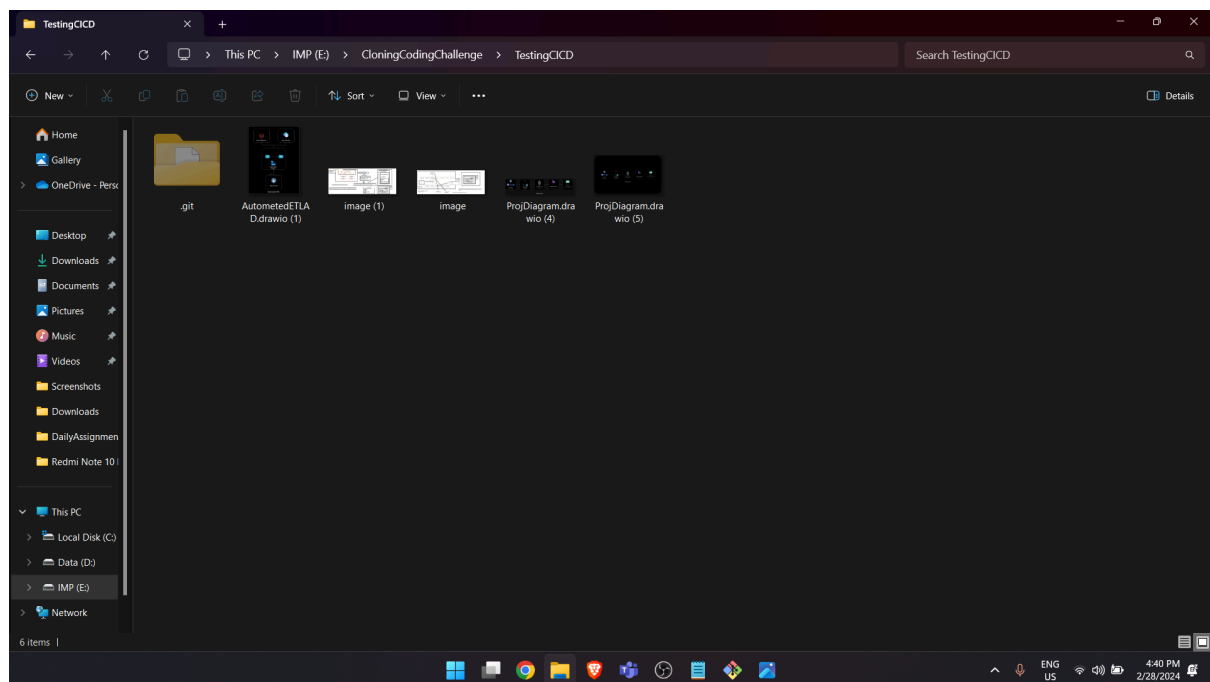 TestingCICD
This PC > IMP (E:) > CloningCodingChallenge > TestingCICD
Search TestingCICD
New
Sort
View
Details
Home
Gallery
OneDrive - Perso
Desktop
Downloads
Documents
Pictures
Music
Videos
Screenshots
Downloads
DailyAssignmen
Redmi Note 10
This PC
Local Disk (C:)
Data (D:)
IMP (E:)
Network
.git
AutometedETLA
D.drawio (1)
image (1)
image
ProjDiagram.dra
wio (4)
ProjDiagram.dra
wio (5)
6 items
ENG
US
4:40 PM
2/28/2024